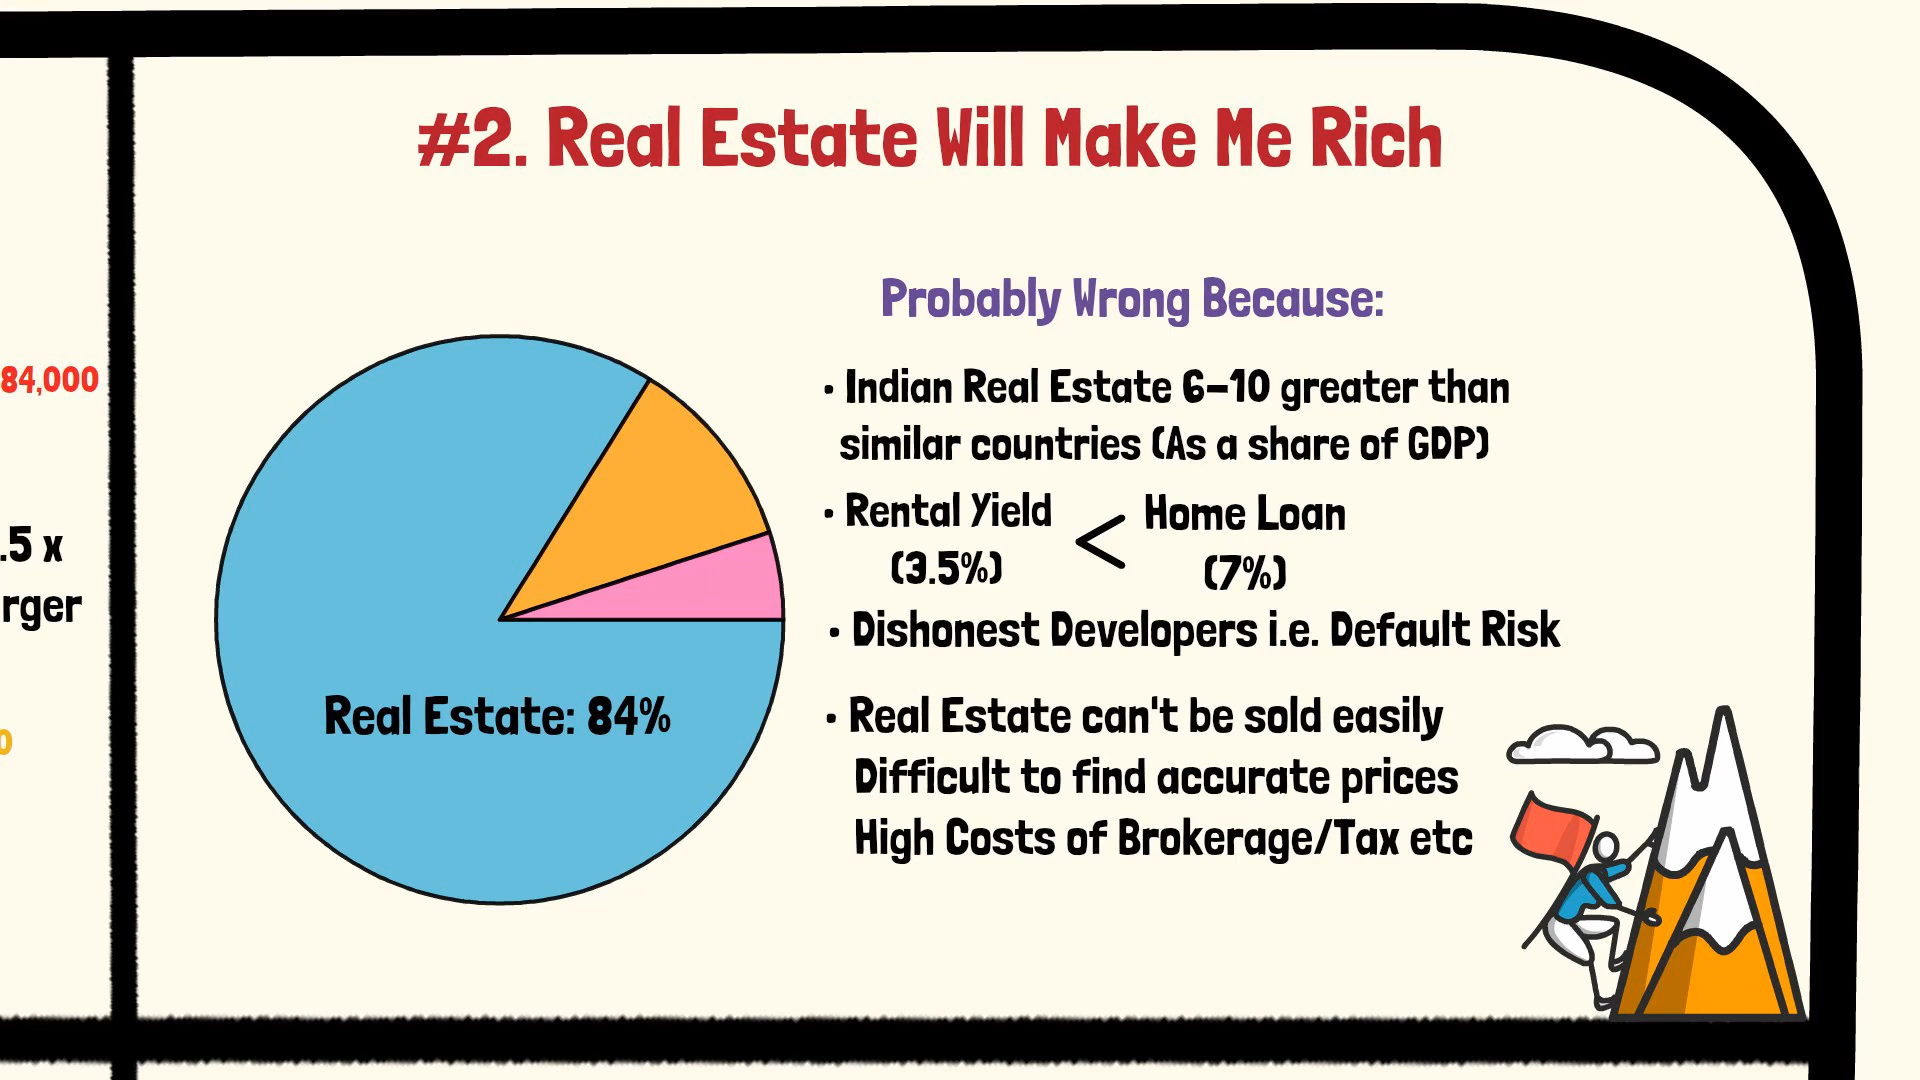 #2. Real Estate Will Make Me Rich
Probably Wrong Because:
• Indian Real Estate 6-10 greater than
similar countries (As a share of GDP)
• Rental Yield < Home Loan
(3.5%) (7%)
• Dishonest Developers i.e. Default Risk
• Real Estate can't be sold easily
Difficult to find accurate prices
High Costs of Brokerage/Tax etc
Real Estate: 84%
84,000
.5 x